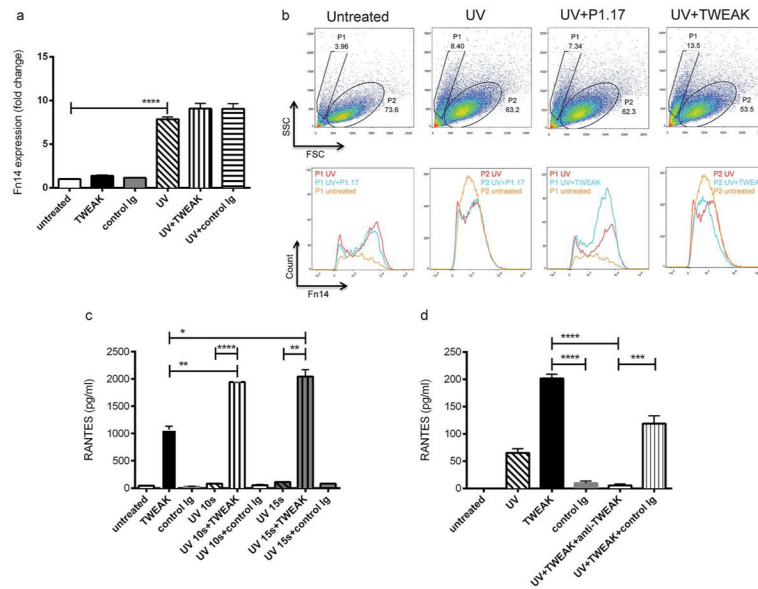 a
Fn14 expression (fold change)
15
10
5
0
****
untreated
TWEAK
control Ig
UV
UV+TWEAK
UV+control Ig
b
Untreated
UV
UV+P1.17
UV+TWEAK
P1
3.96
P2
73.6
P1
8.40
P2
63.2
P1
7.34
P2
62.3
P1
13.5
P2
53.5
SSC
FSC
P1 UV
P1 UV+P1.17
P1 untreated
P2 UV
P2 UV+P1.17
P2 untreated
P1 UV
P1 UV+TWEAK
P1 untreated
P2 UV
P2 UV+TWEAK
P2 untreated
Count
Fn14
c
RANTES (pg/ml)
2500
2000
1500
1000
500
0
*
**
****
**
untreated
TWEAK
control Ig
UV 10s
UV 10s+TWEAK
UV 10s+control Ig
UV 15s
UV 15s+TWEAK
UV 15s+control Ig
d
RANTES (pg/ml)
250
200
150
100
50
0
****
****
***
untreated
UV
TWEAK
control Ig
UV+TWEAK+anti-TWEAK
UV+TWEAK+control Ig